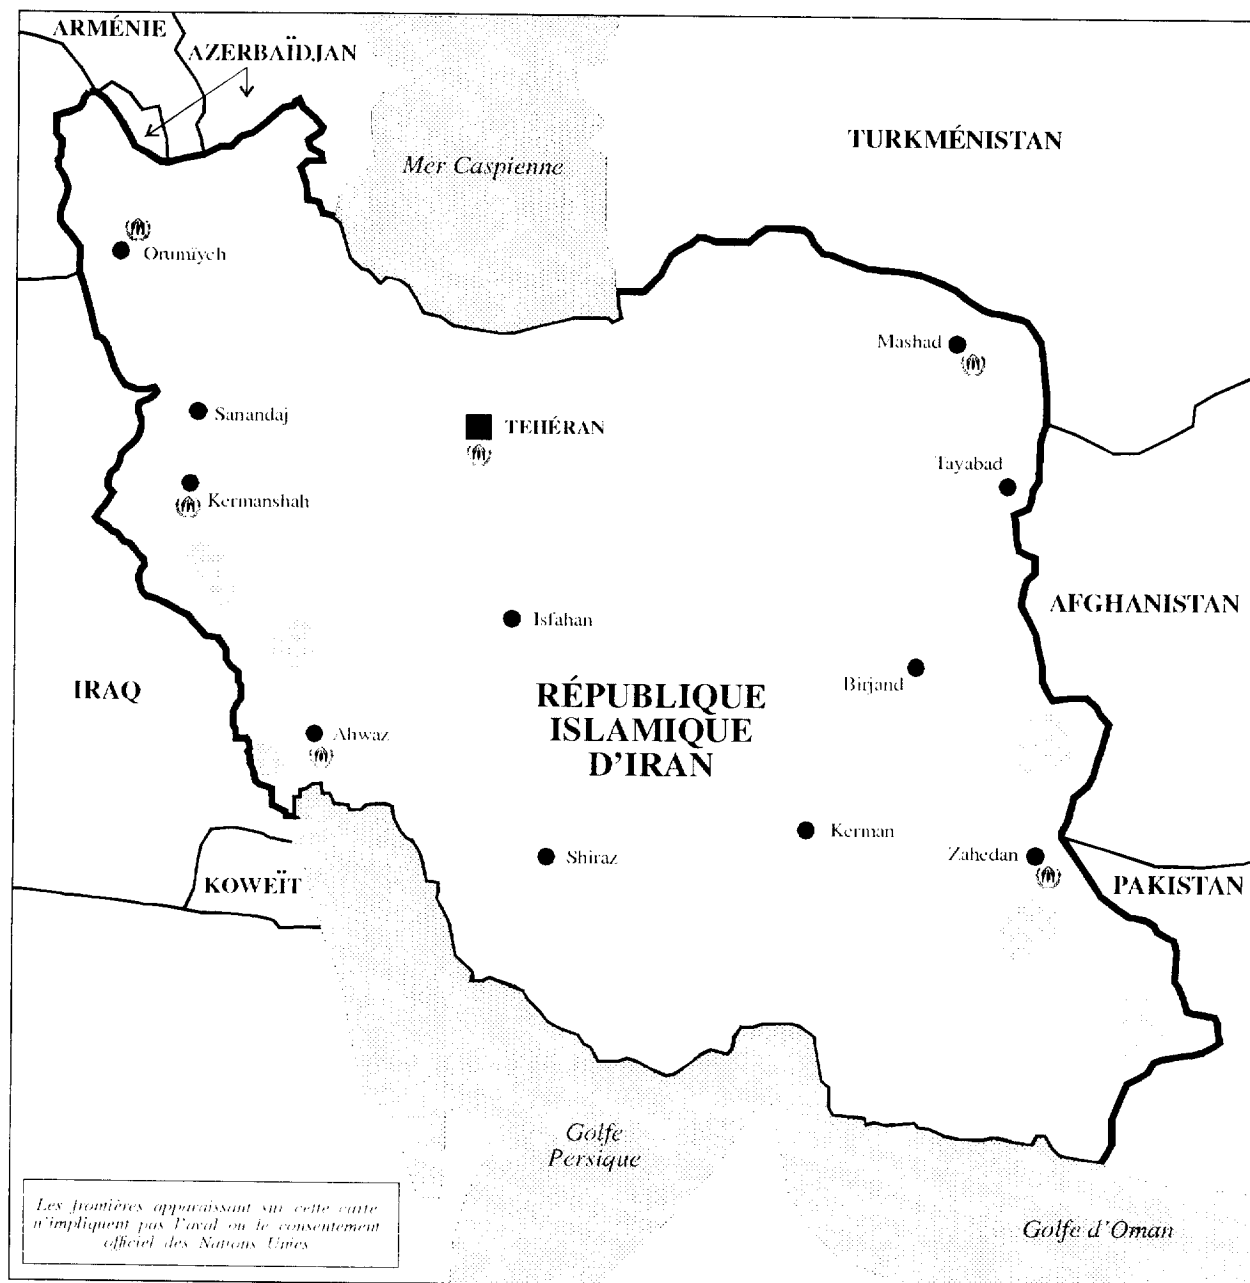 ARMÉNIE
AZERBAÏDJAN
TURKMÉNISTAN
Mer Caspienne
Orumïyeh
Mashad
Sanandaj
TEHÉRAN
Tayabad
Kermanshah
AFGHANISTAN
Isfahan
IRAQ
Birjand
RÉPUBLIQUE
ISLAMIQUE
D'IRAN
Ahwaz
Kerman
Shiraz
Zahedan
KOWEÏT
PAKISTAN
Golfe
Persique
Les frontières apparaissant sur cette carte
n'impliquent pas l'aval ou le consentement
officiel des Nations Unies
Golfe d'Oman